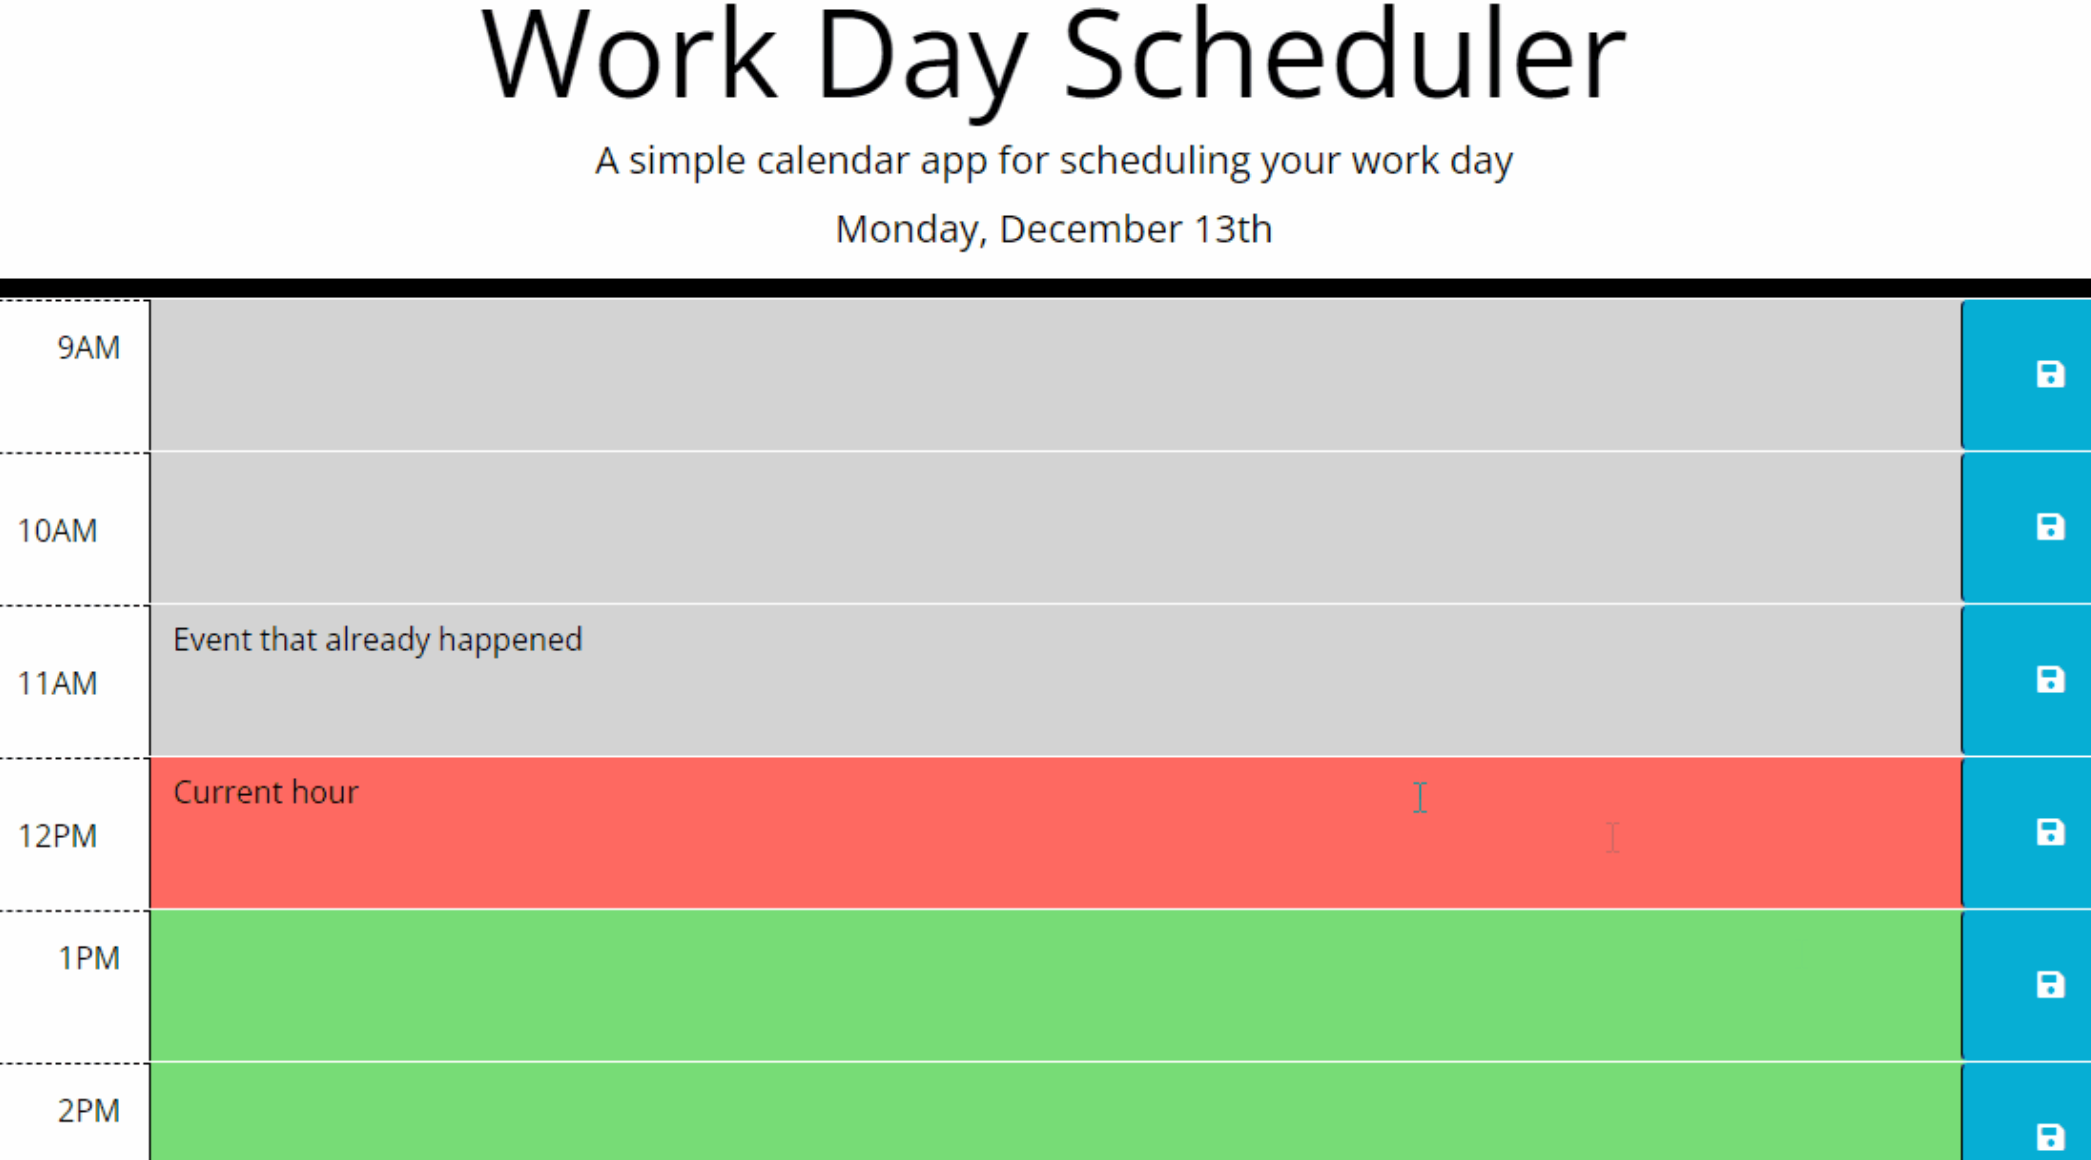 Work Day Scheduler
A simple calendar app for scheduling your work day
Monday, December 13th
9AM
10AM
Event that already happened
11AM
Current hour
12PM
1PM
2PM